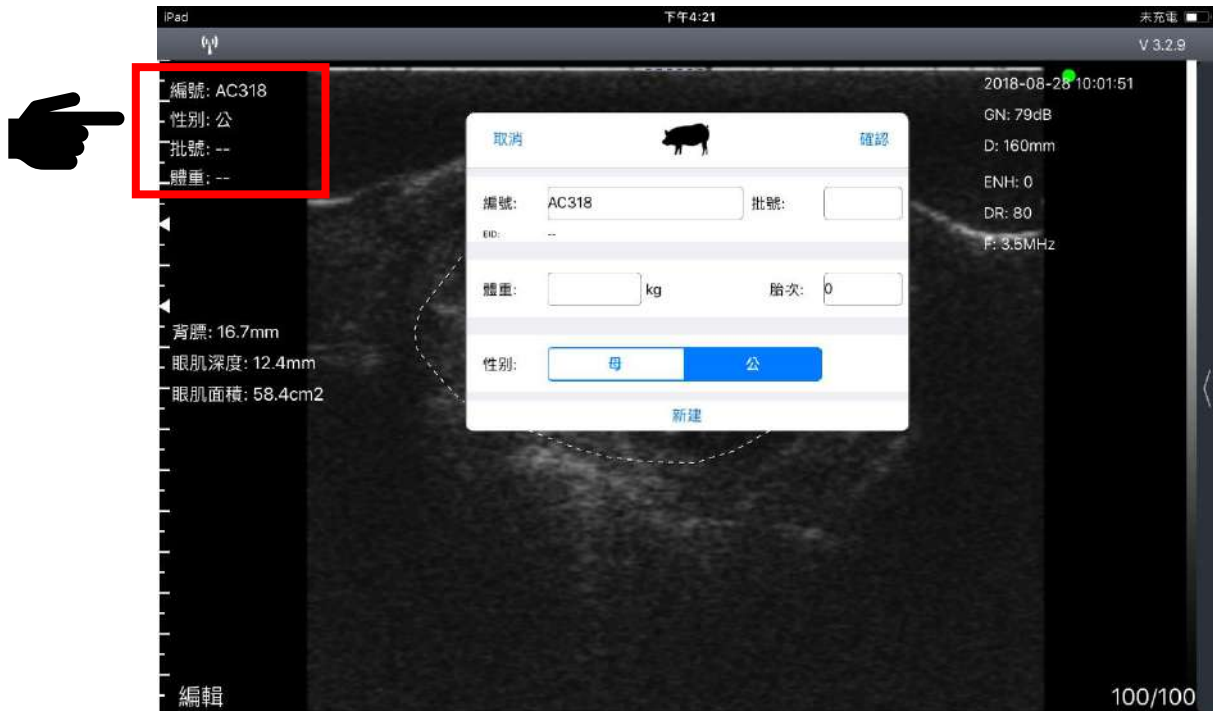 iPad 下午4:21 未充電
V 3.2.9
編號: AC318
性别: 公
批號: --
體重: --
背膘: 16.7mm
眼肌深度: 12.4mm
眼肌面積: 58.4cm2
取消 確認
編號: AC318 批號:
EID: --
體重: kg 胎次: 0
性别: 母 公
新建
2018-08-28 10:01:51
GN: 79dB
D: 160mm
ENH: 0
DR: 80
F: 3.5MHz
編輯 100/100